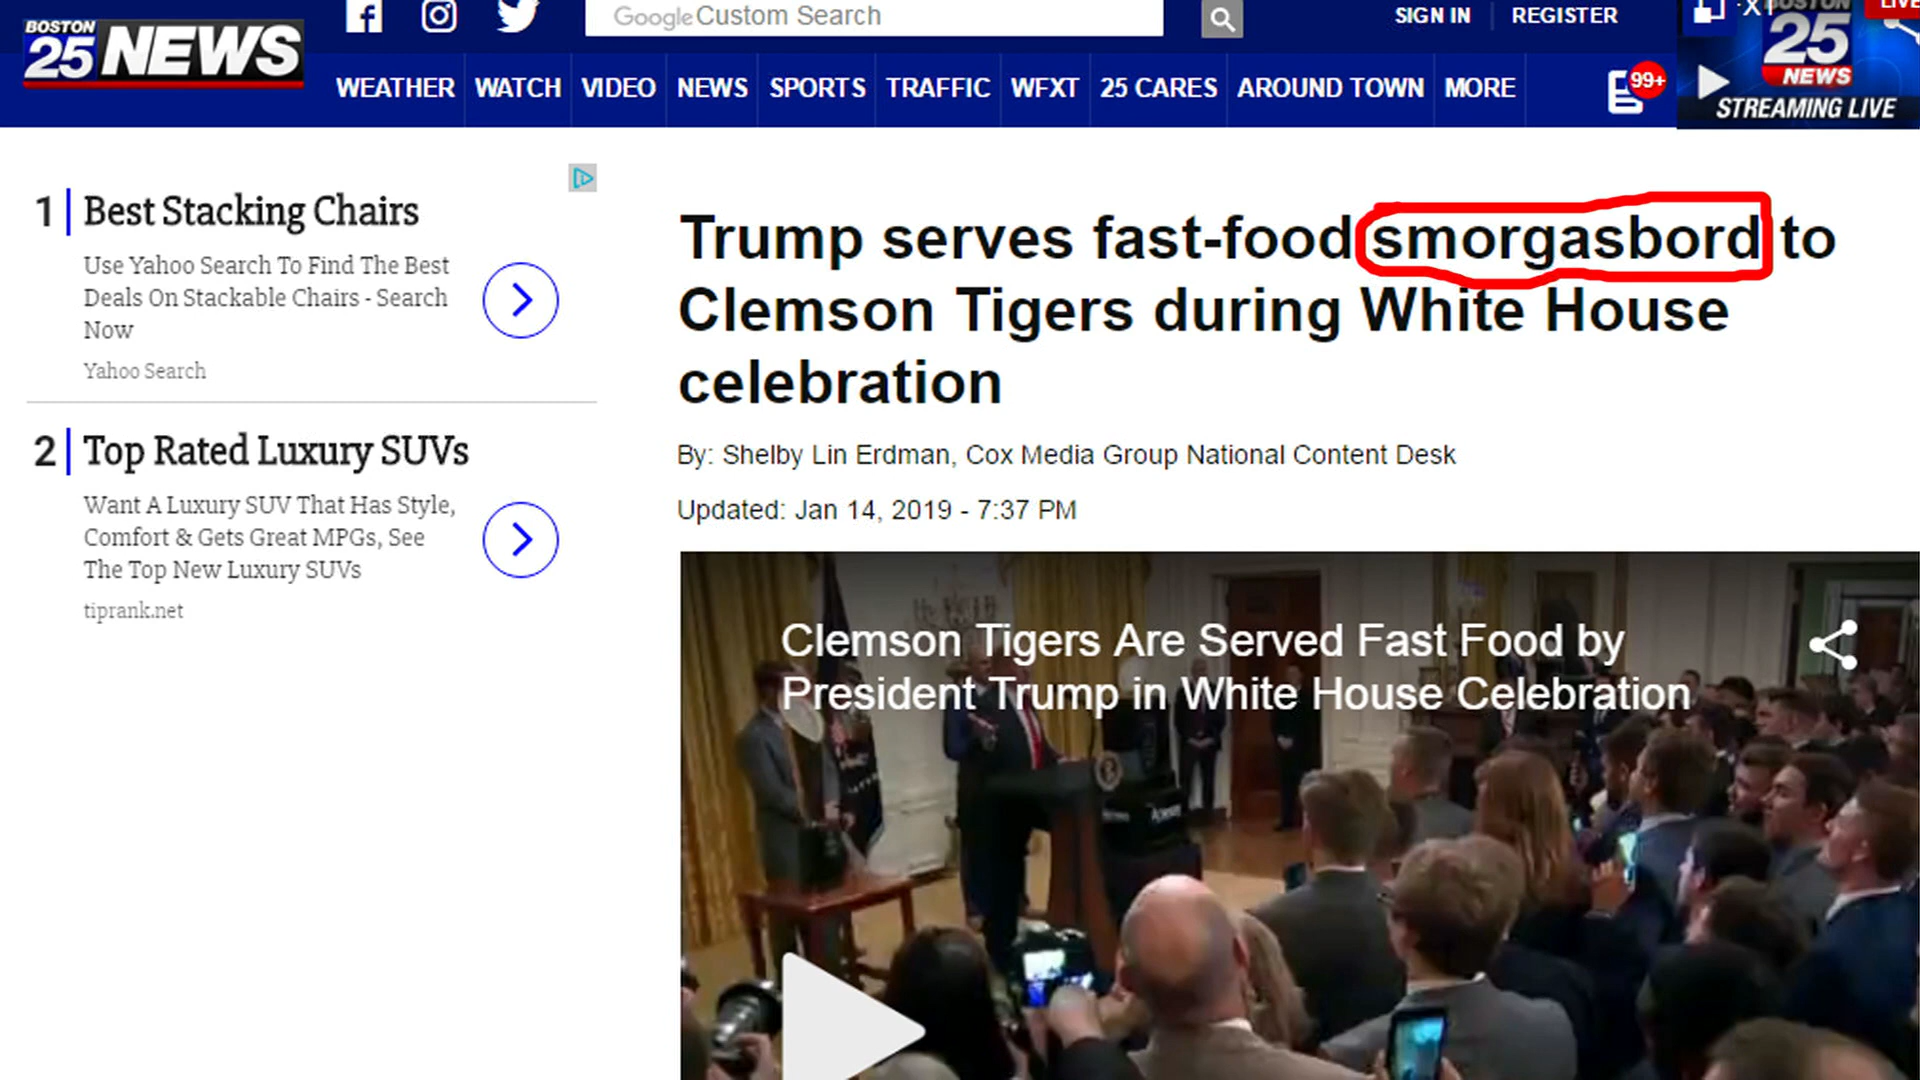 BOSTON
25 NEWS
Google Custom Search
SIGN IN
REGISTER
WEATHER
WATCH
VIDEO
NEWS
SPORTS
TRAFFIC
WFXT
25 CARES
AROUND TOWN
MORE
99+
BOSTON
25
NEWS
LIVE
STREAMING LIVE
1 Best Stacking Chairs
Use Yahoo Search To Find The Best
Deals On Stackable Chairs - Search
Now
Yahoo Search
2 Top Rated Luxury SUVs
Want A Luxury SUV That Has Style,
Comfort & Gets Great MPGs, See
The Top New Luxury SUVs
tiprank.net
Trump serves fast-food smorgasbord to
Clemson Tigers during White House
celebration
By: Shelby Lin Erdman, Cox Media Group National Content Desk
Updated: Jan 14, 2019 - 7:37 PM
Clemson Tigers Are Served Fast Food by
President Trump in White House Celebration